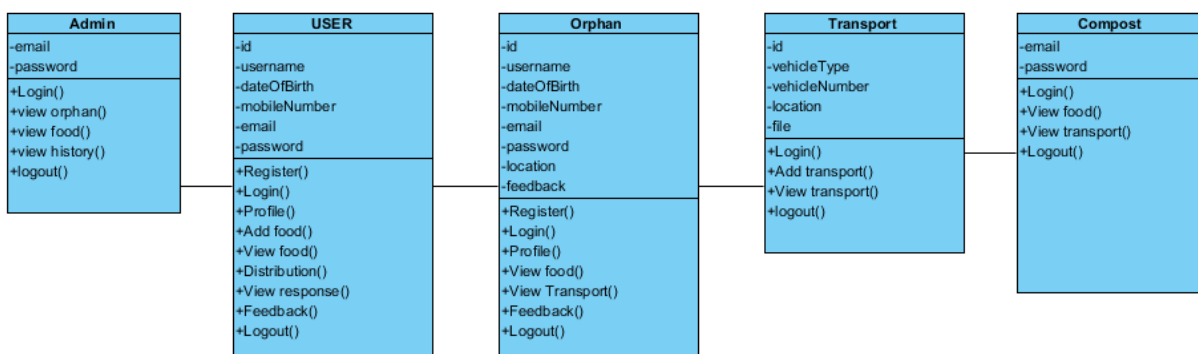 Admin
-email
-password
+Login()
+view orphan()
+view food()
+view history()
+logout()
USER
-id
-username
-dateOfBirth
-mobileNumber
-email
-password
+Register()
+Login()
+Profile()
+Add food()
+View food()
+Distribution()
+View response()
+Feedback()
+Logout()
Orphan
-id
-username
-dateOfBirth
-mobileNumber
-email
-password
-location
-feedback
+Register()
+Login()
+Profile()
+View food()
+View Transport()
+Feedback()
+Logout()
Transport
-id
-vehicleType
-vehicleNumber
-location
-file
+Login()
+Add transport()
+View transport()
+logout()
Compost
-email
-password
+Login()
+View food()
+View transport()
+Logout()